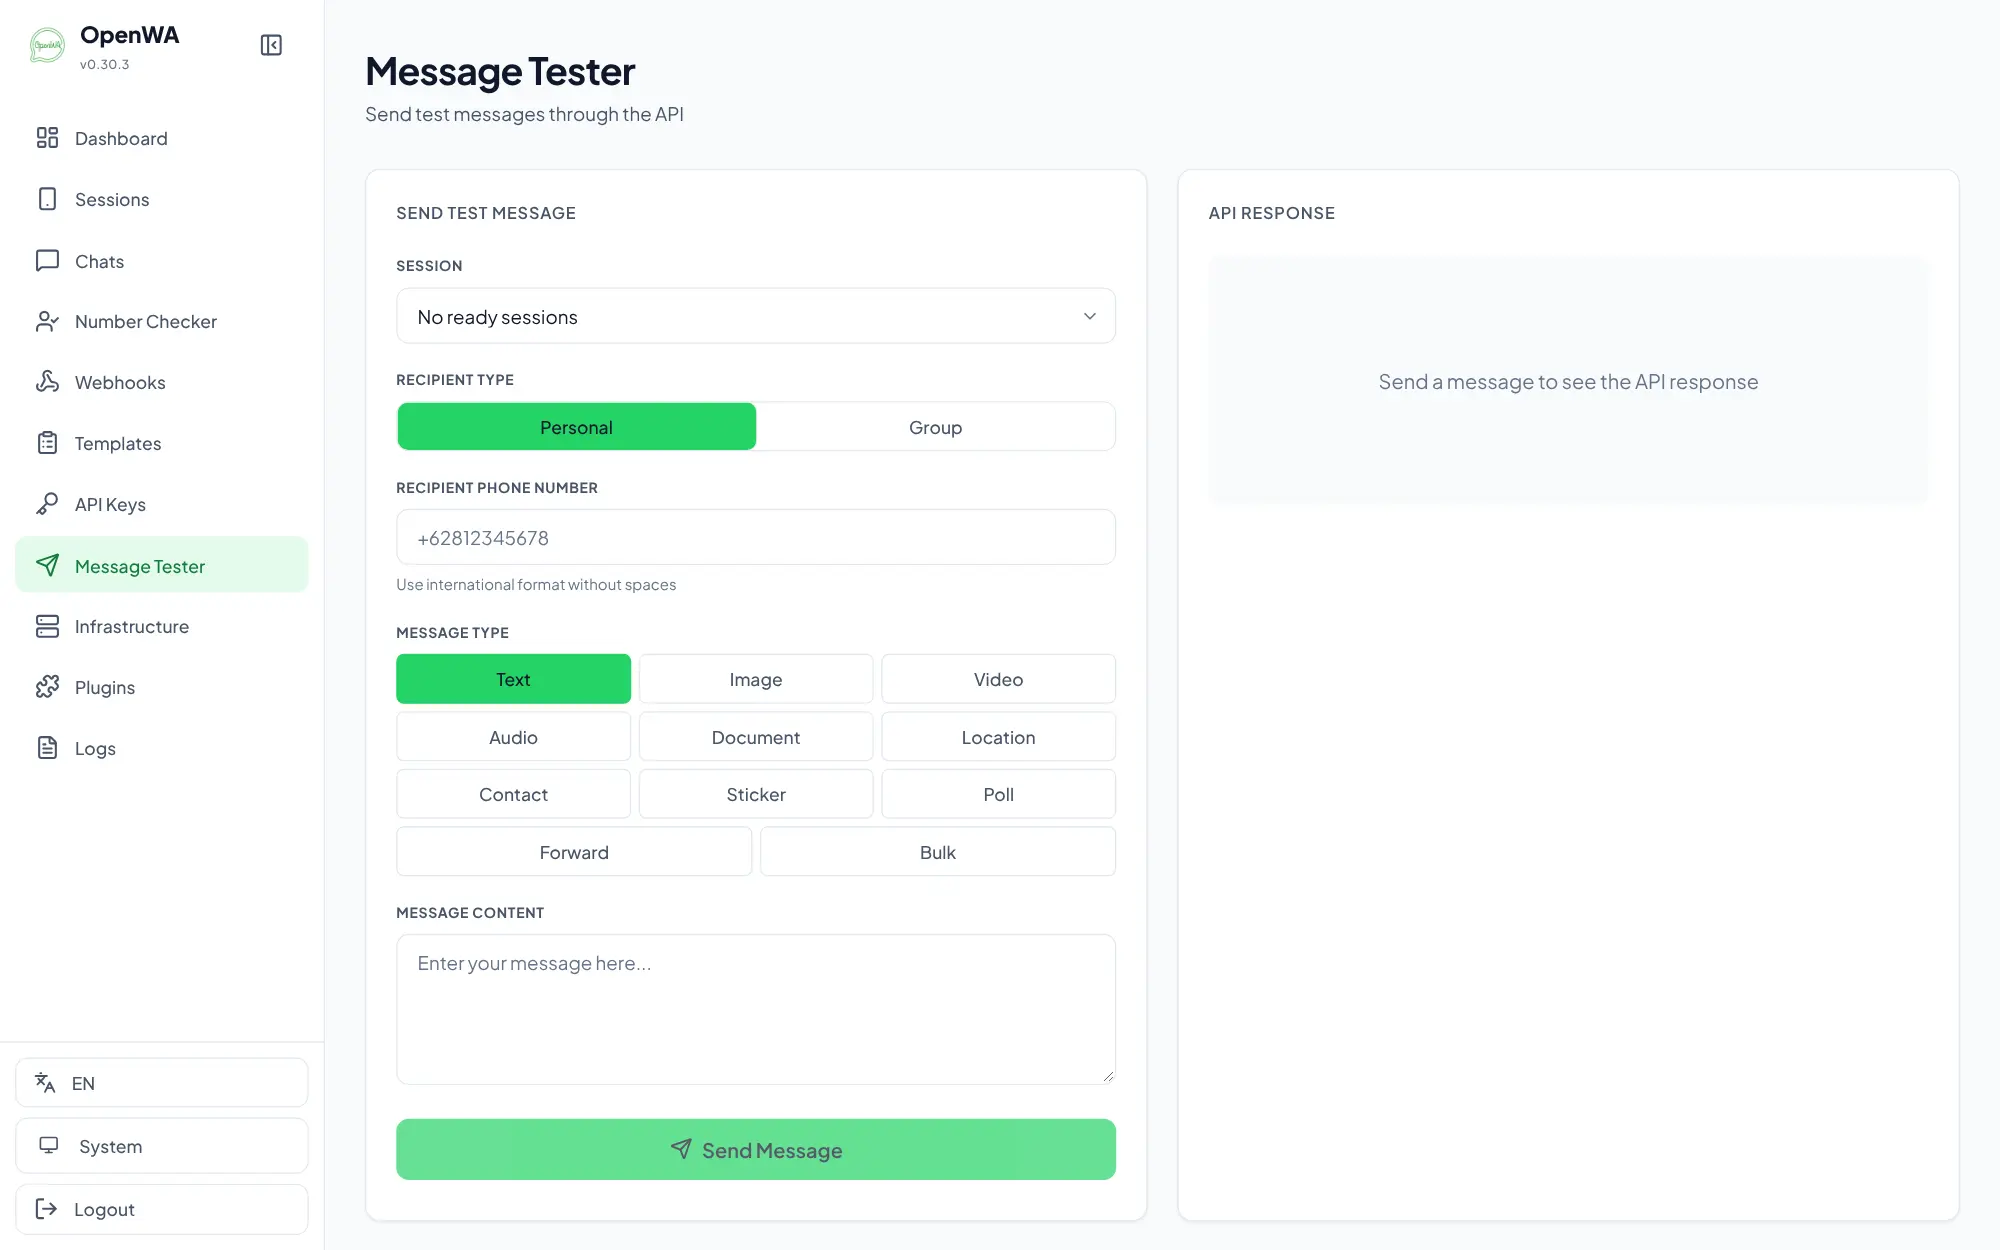 OpenWA
v0.30.3
Dashboard
Sessions
Chats
Number Checker
Webhooks
Templates
API Keys
Message Tester
Infrastructure
Plugins
Logs
EN
System
Logout
Message Tester
Send test messages through the API
SEND TEST MESSAGE
SESSION
No ready sessions
RECIPIENT TYPE
Personal Group
RECIPIENT PHONE NUMBER
+62812345678
Use international format without spaces
MESSAGE TYPE
Text Image Video
Audio Document Location
Contact Sticker Poll
Forward Bulk
MESSAGE CONTENT
Enter your message here...
Send Message
API RESPONSE
Send a message to see the API response